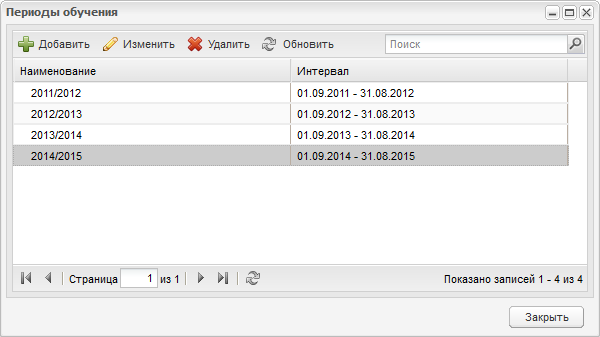 Периоды обучения
Добавить Изменить Удалить Обновить Поиск
Наименование Интервал
2011/2012 01.09.2011 - 31.08.2012
2012/2013 01.09.2012 - 31.08.2013
2013/2014 01.09.2013 - 31.08.2014
2014/2015 01.09.2014 - 31.08.2015
Страница 1 из 1 Показано записей 1 - 4 из 4
Закрыть